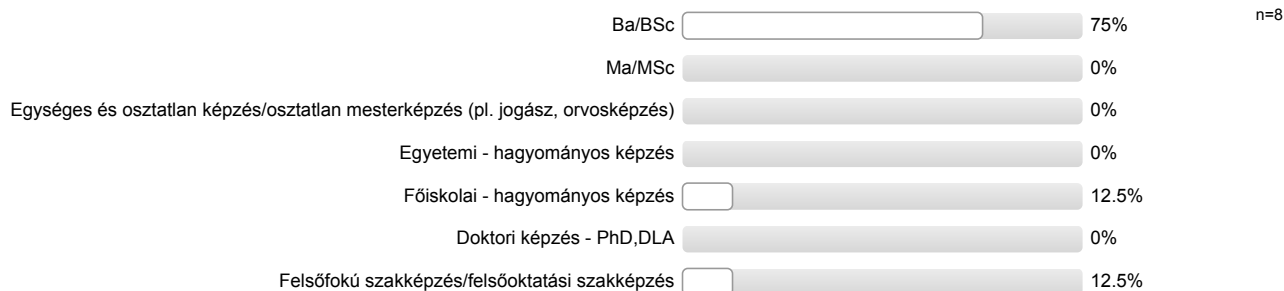 Ba/BSc 75% n=8
Ma/MSc 0%
Egységes és osztatlan képzés/osztatlan mesterképzés (pl. jogász, orvosképzés) 0%
Egyetemi - hagyományos képzés 0%
Főiskolai - hagyományos képzés 12.5%
Doktori képzés - PhD,DLA 0%
Felsőfokú szakképzés/felsőoktatási szakképzés 12.5%